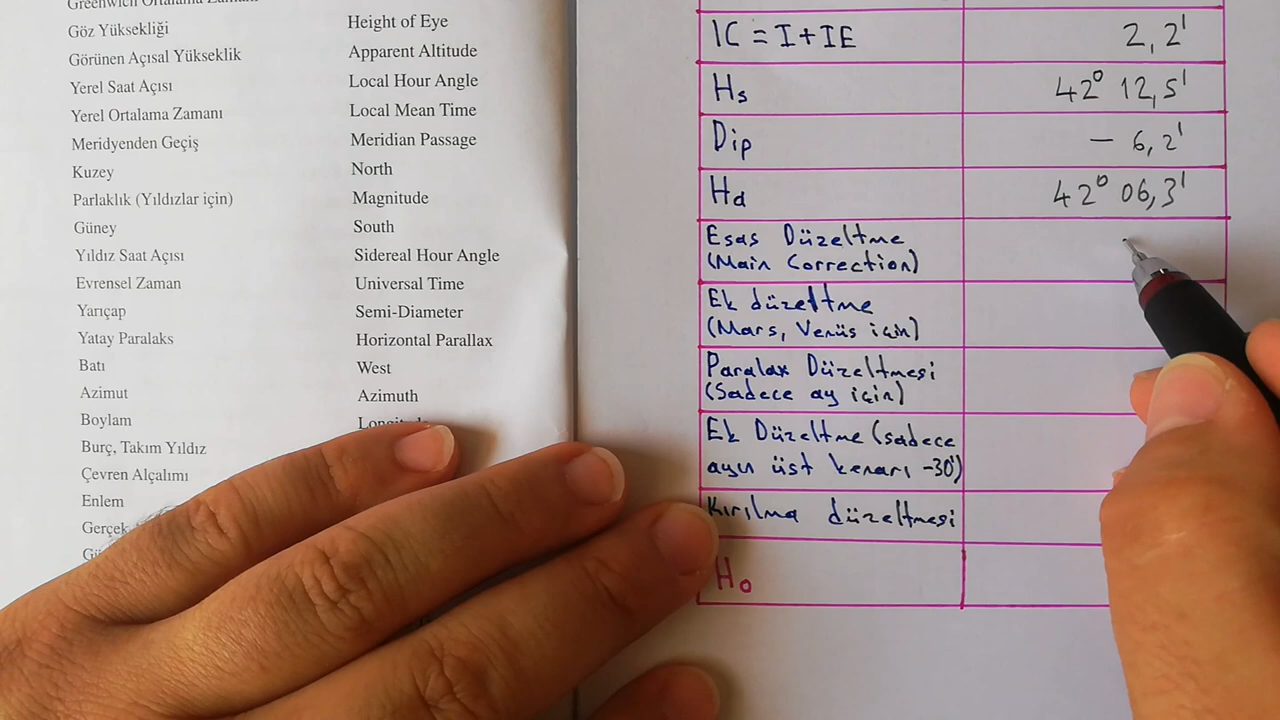 Greenwich Ortalama Zamanı
Göz Yüksekliği Height of Eye
Görünen Açısal Yükseklik Apparent Altitude
Yerel Saat Açısı Local Hour Angle
Yerel Ortalama Zamanı Local Mean Time
Meridyenden Geçiş Meridian Passage
Kuzey North
Parlaklık (Yıldızlar için) Magnitude
Güney South
Yıldız Saat Açısı Sidereal Hour Angle
Evrensel Zaman Universal Time
Yarıçap Semi-Diameter
Yatay Paralaks Horizontal Parallax
Batı West
Azimut Azimuth
Boylam
Burç, Takım Yıldız
Çevren Alçalımı
Enlem
Gerçek
IC = I+IE 2,2'
Hs 42° 12,5'
Dip - 6,2'
Hd 42° 06,3'
Esas Düzeltme
(Main Correction)
Ek düzeltme
(Mars, Venüs için)
Paralax Düzeltmesi
(Sadece ay için)
Ek Düzeltme (sadece
ayın üst kenarı -30')
Kırılma düzeltmesi
Ho